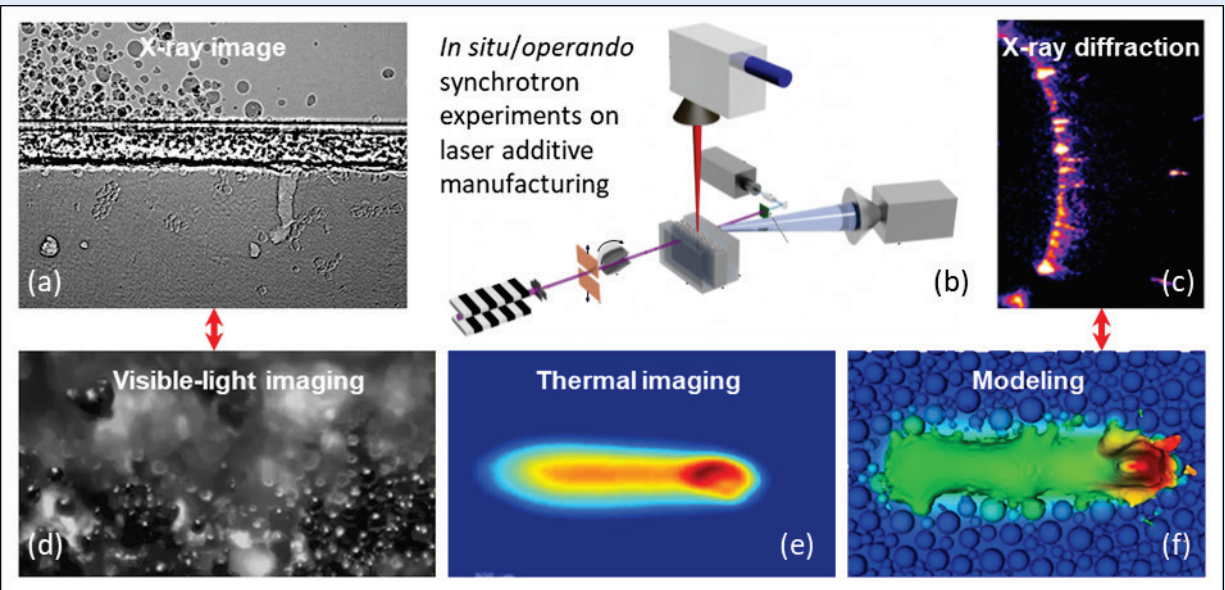 X-ray image
(a)
In situ/operando
synchrotron
experiments on
laser additive
manufacturing
(b)
X-ray diffraction
(c)
Visible-light imaging
(d)
Thermal imaging
(e)
Modeling
(f)